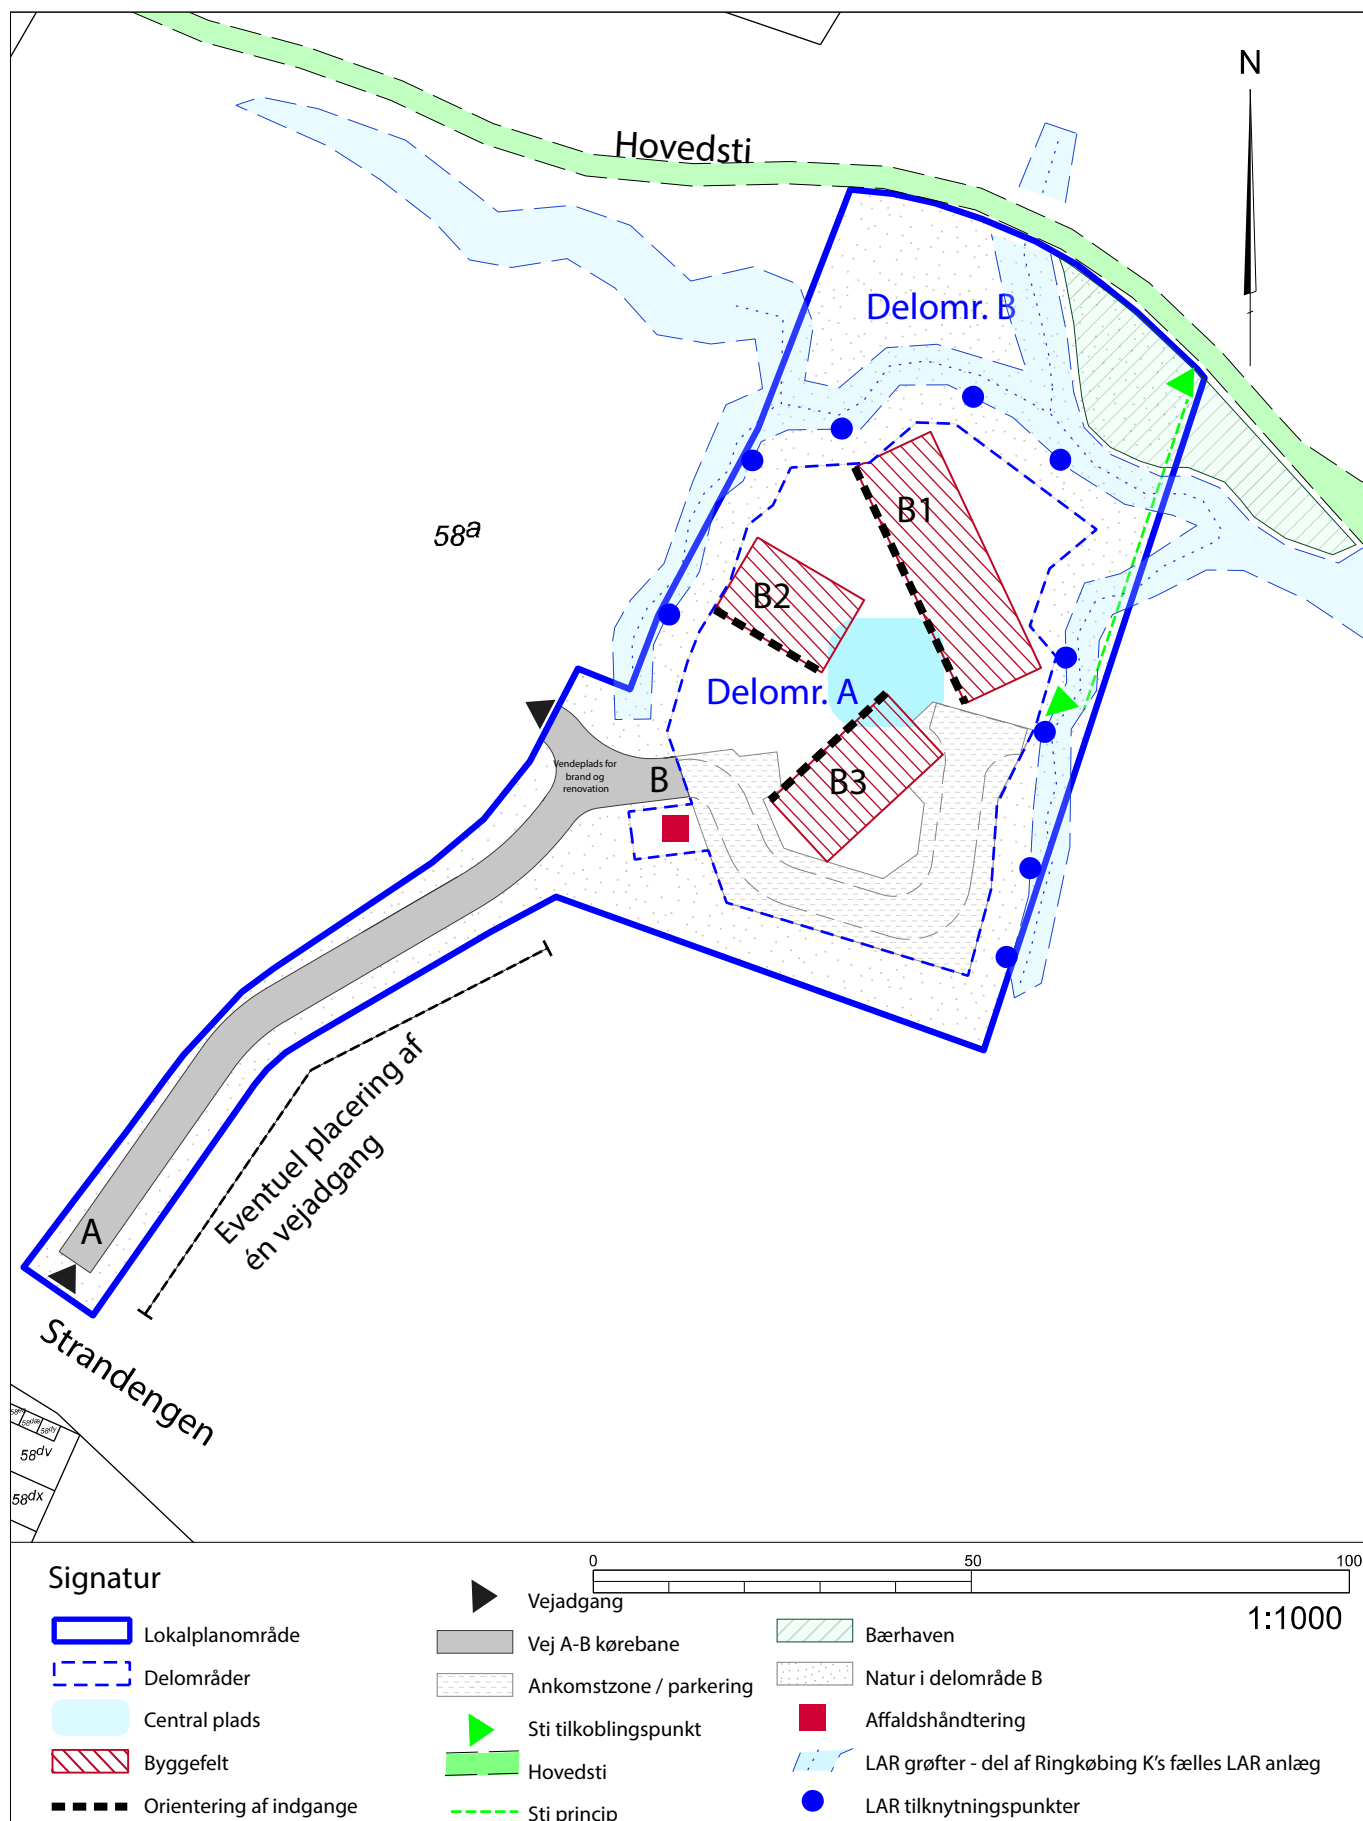 N
Hovedsti
Delomr. B
58a
B1
B2
Delomr. A
Vendeplads for
brand og
renovation
B
B3
Eventuel placering af
én vejadgang
A
Strandengen
58dy
58dv
58dx
Signatur
0 50 100
1:1000
Lokalplanområde
Delområder
Central plads
Byggefelt
Orientering af indgange
Vejadgang
Vej A-B kørebane
Ankomstzone / parkering
Sti tilkoblingspunkt
Hovedsti
Sti princip
Bærhaven
Natur i delområde B
Affaldshåndtering
LAR grøfter - del af Ringkøbing K's fælles LAR anlæg
LAR tilknytningspunkter